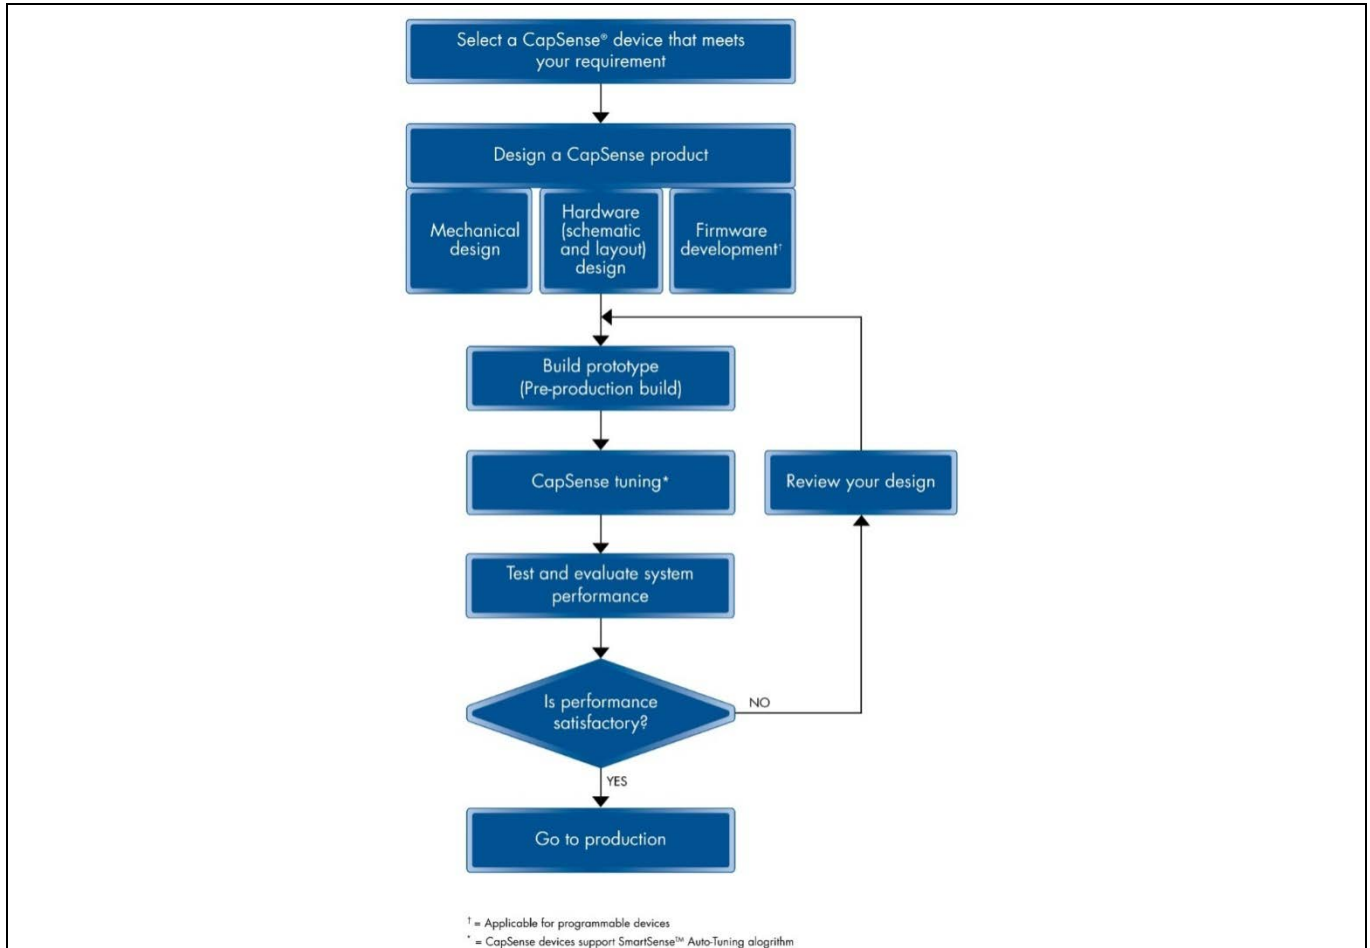 Select a CapSense® device that meets
your requirement
Design a CapSense product
Mechanical
design
Hardware
(schematic
and layout)
design
Firmware
development†
Build prototype
(Pre-production build)
CapSense tuning*
Review your design
Test and evaluate system
performance
Is performance
satisfactory?
NO
YES
Go to production
† = Applicable for programmable devices
* = CapSense devices support SmartSense™ Auto-Tuning alogrithm